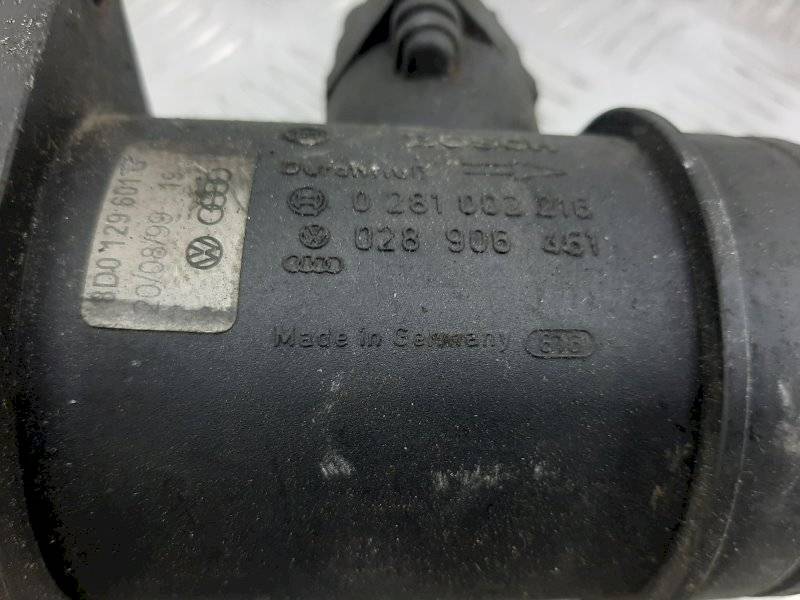 BOSCH
Durchfluß
0 281 002 216
028 906 461
Made in Germany
8D0 129 601
20/08/99